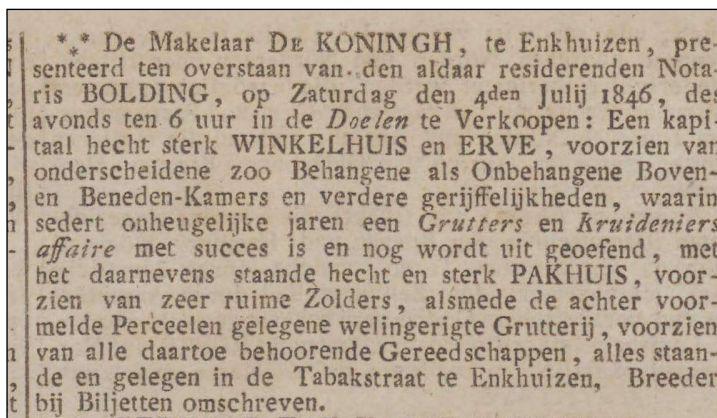 *⁎* De Makelaar DE KONINGH, te Enkhuizen, pre-
senteerd ten overstaan van den aldaar residerenden Nota-
ris BOLDING, op Zaturdag den 4den Julij 1846, des
avonds ten 6 uur in de Doelen te Verkoopen: Een kapi-
taal hecht sterk WINKELHUIS en ERVE, voorzien van
onderscheidene zoo Behangene als Onbehangene Boven-
en Beneden-Kamers en verdere gerijffelijkheden, waarin
sedert onheugelijke jaren een Grutters en Kruideniers
affaire met succes is en nog wordt uit geoefend, met
het daarnevens staande hecht en sterk PAKHUIS, voor-
zien van zeer ruime Zolders, alsmede de achter voor-
melde Perceelen gelegene welingerigte Grutterij, voorzien
van alle daartoe behoorende Gereedschappen, alles staan-
de en gelegen in de Tabakstraat te Enkhuizen, Breeder
bij Biljetten omschreven.